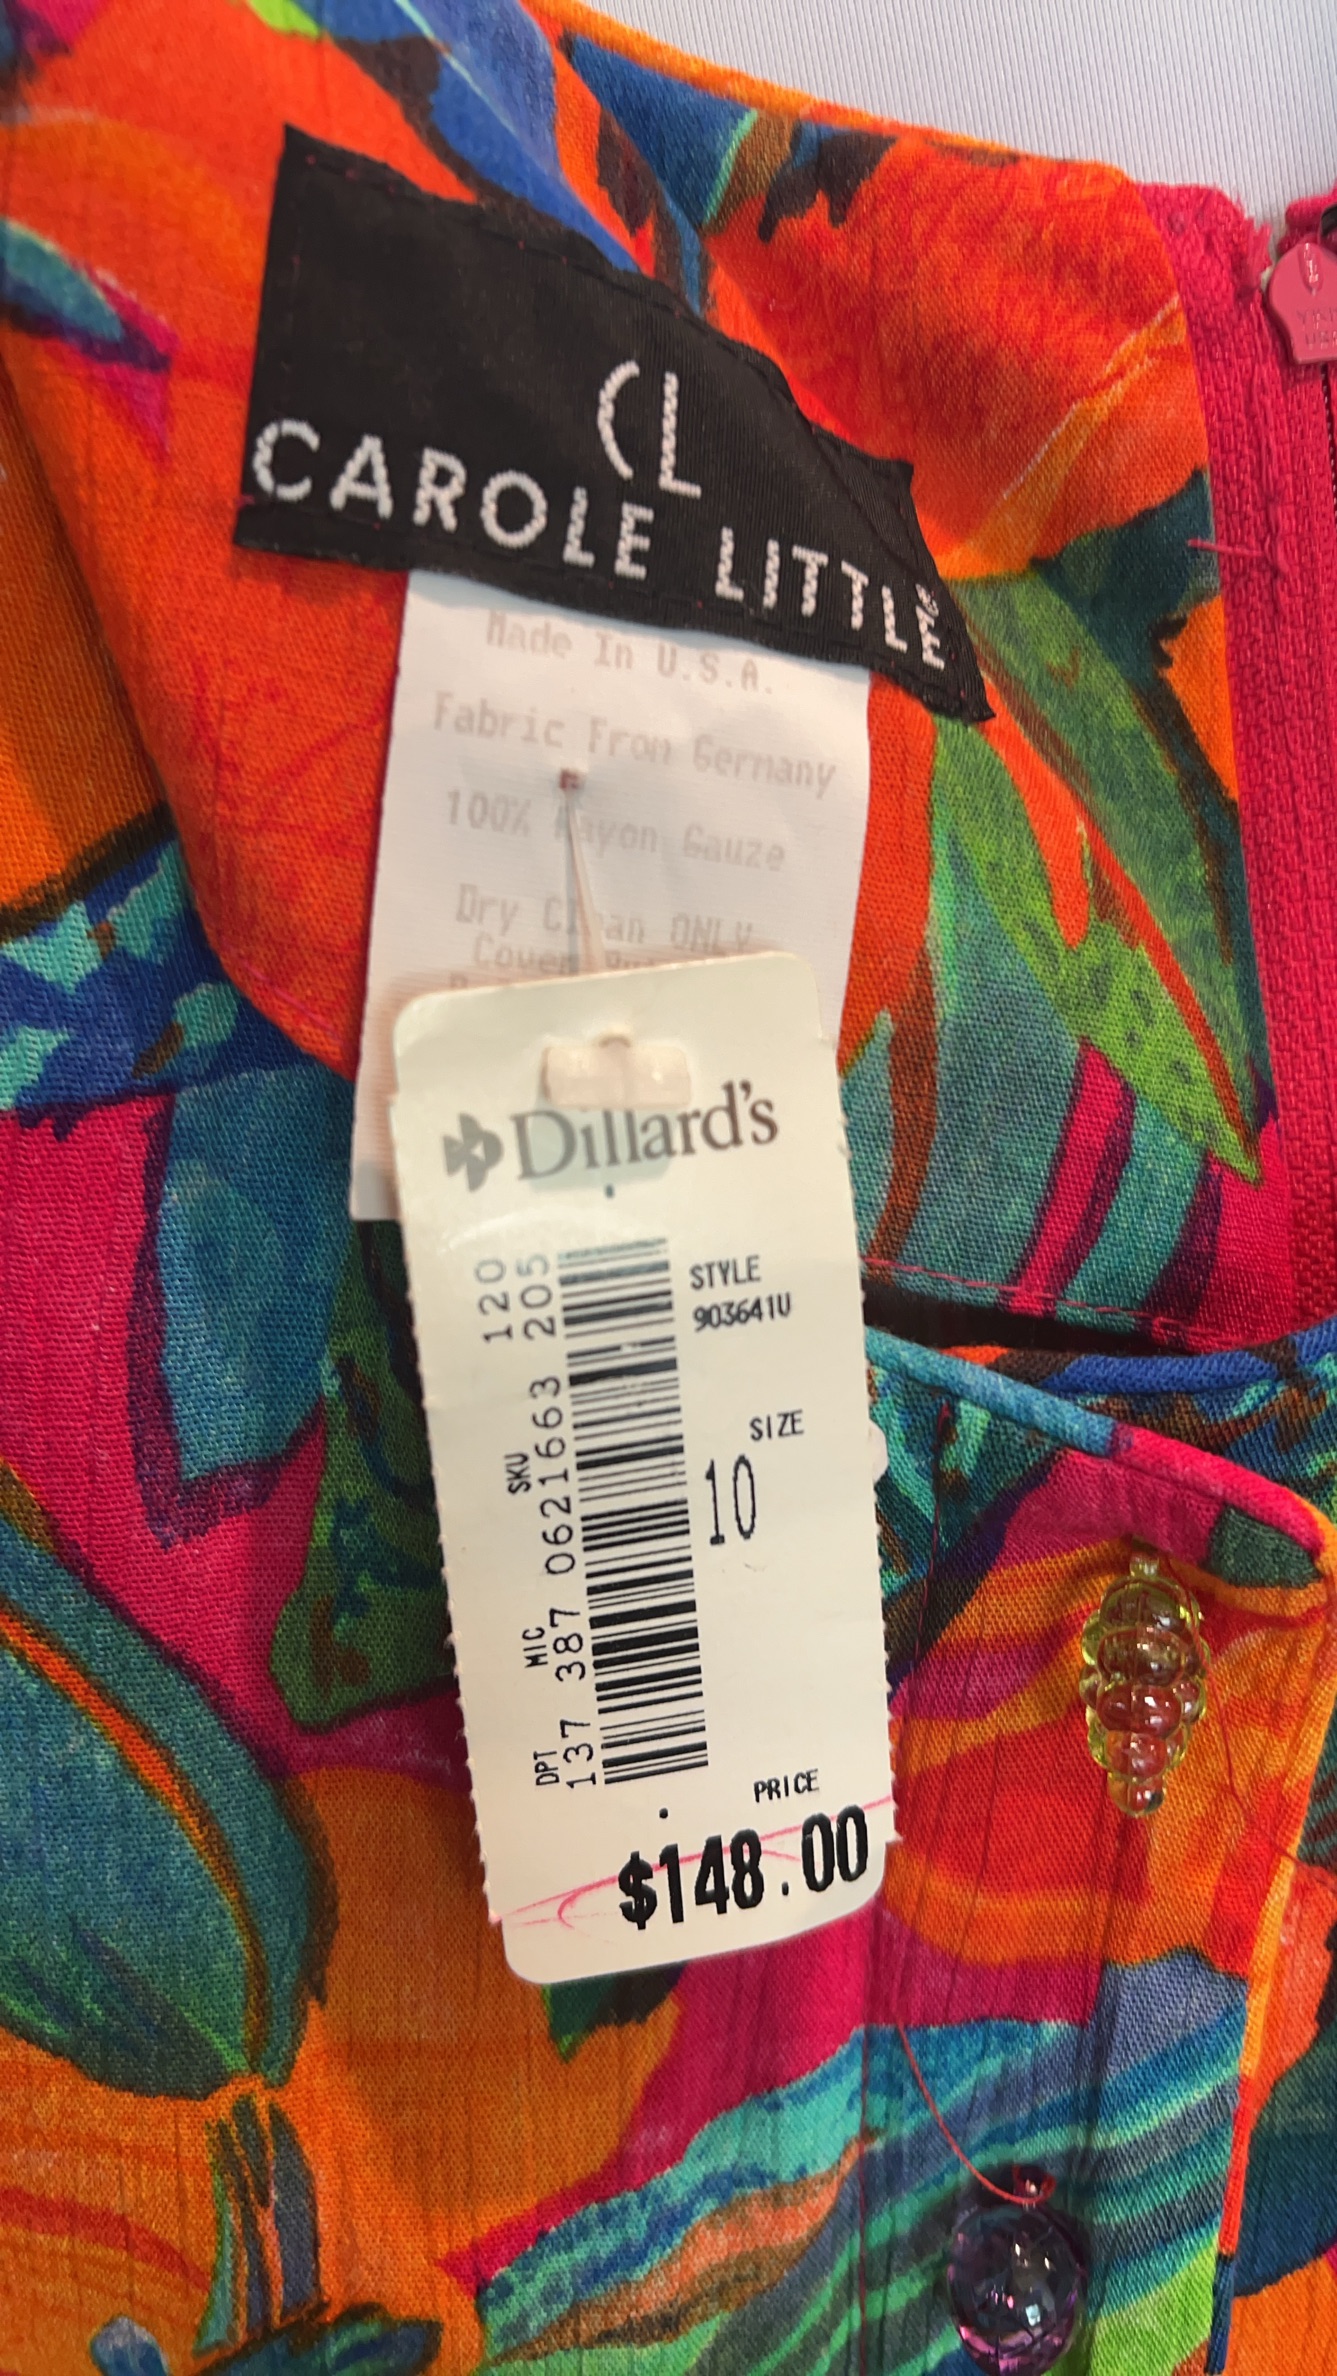 CL
CAROLE LITTLE®
Made In U.S.A.
Fabric From Germany
100% Rayon Gauze
Dry Clean ONLY
Cover
Dillard's
120
SKU
205
DPT MIC
137 387 0621663
STYLE
903641U
SIZE
10
PRICE
$148.00